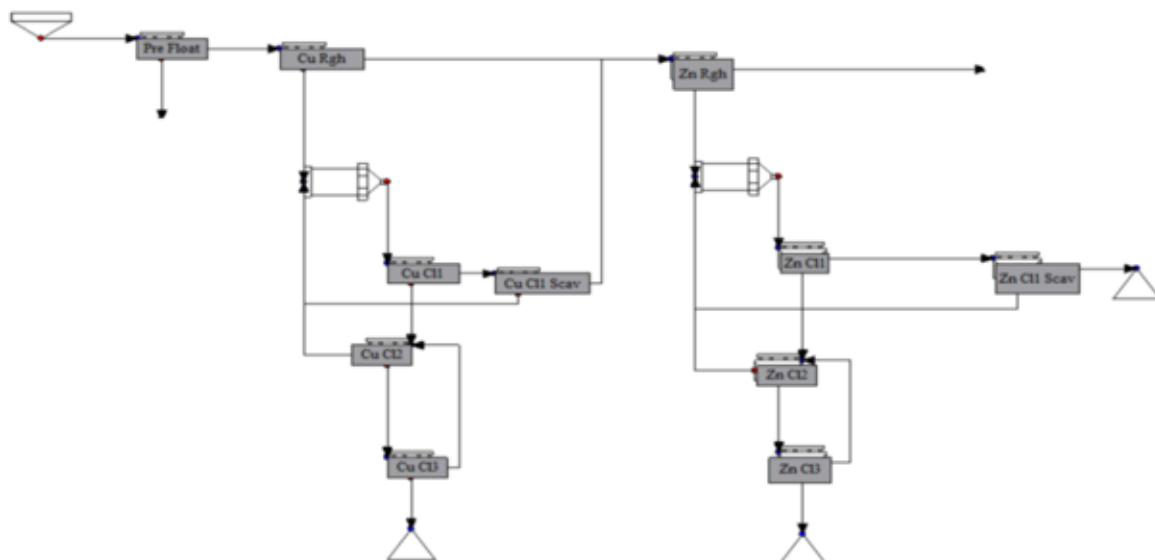 Pre Float
Cu Rgh
Zn Rgh
Cu Cl1
Cu Cl1 Scav
Zn Cl1
Zn Cl1 Scav
Cu Cl2
Zn Cl2
Cu Cl3
Zn Cl3